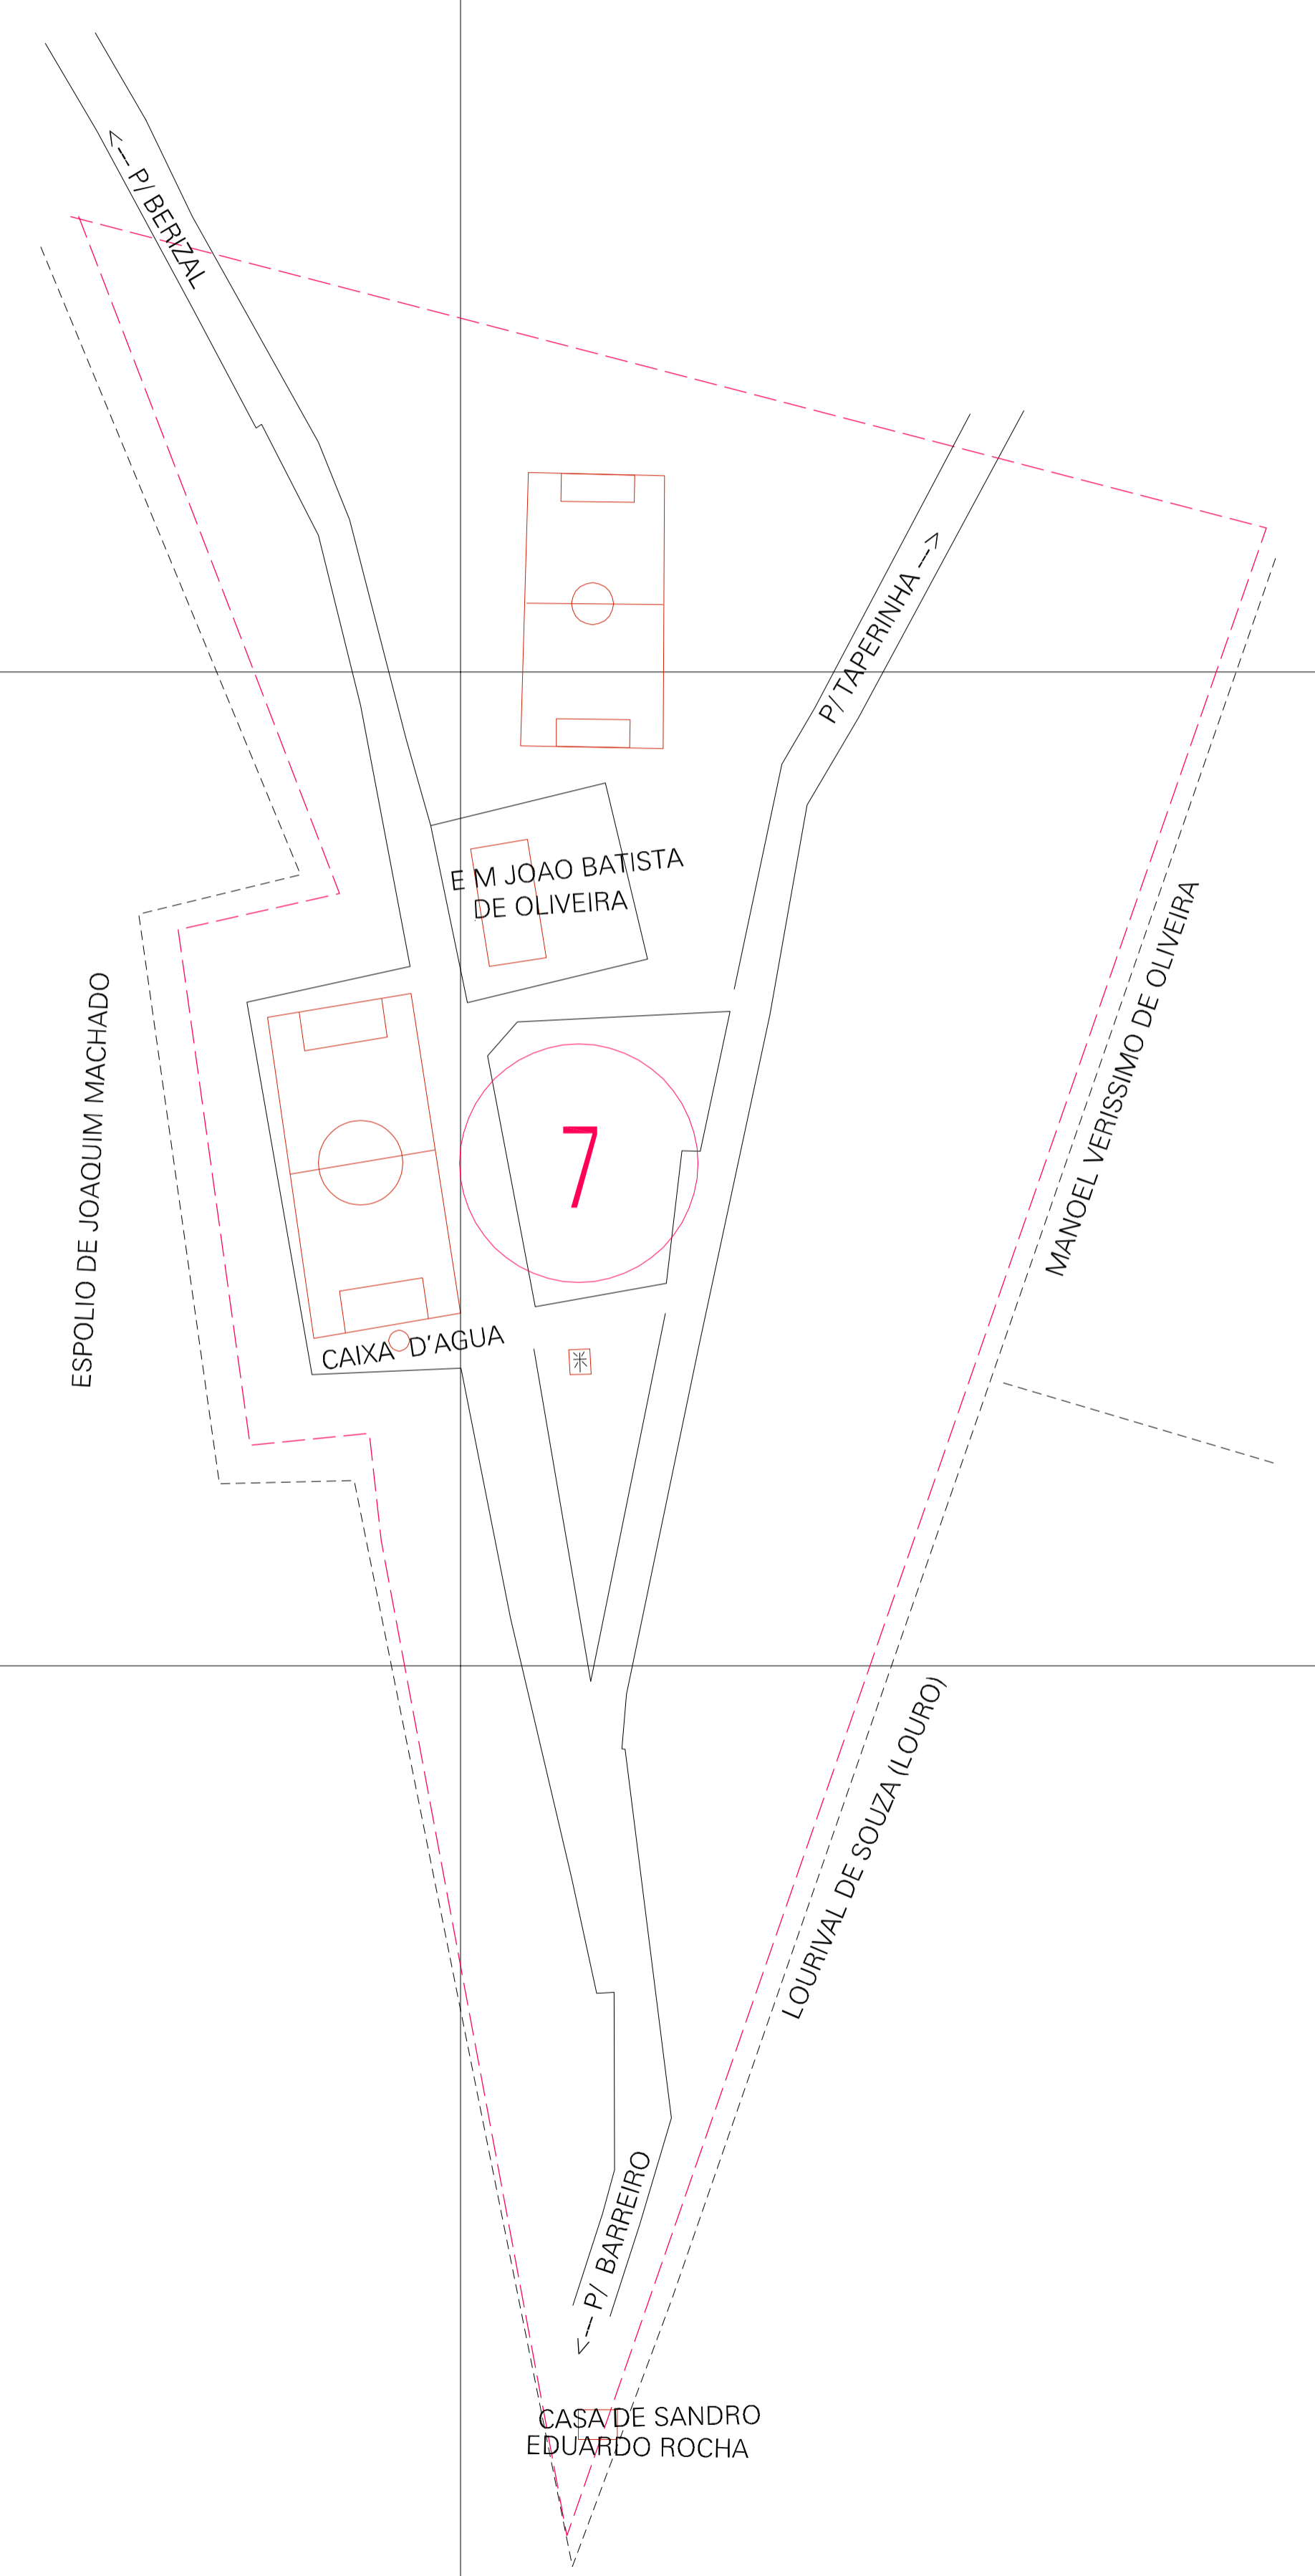 <--- P/ BERIZAL
P/ TAPERINHA --->
E M JOAO BATISTA
DE OLIVEIRA
MANOEL VERISSIMO DE OLIVEIRA
ESPOLIO DE JOAQUIM MACHADO
7
CAIXA D'AGUA
LOURIVAL DE SOUZA (LOURO)
<--- P/ BARREIRO
CASA DE SANDRO
EDUARDO ROCHA